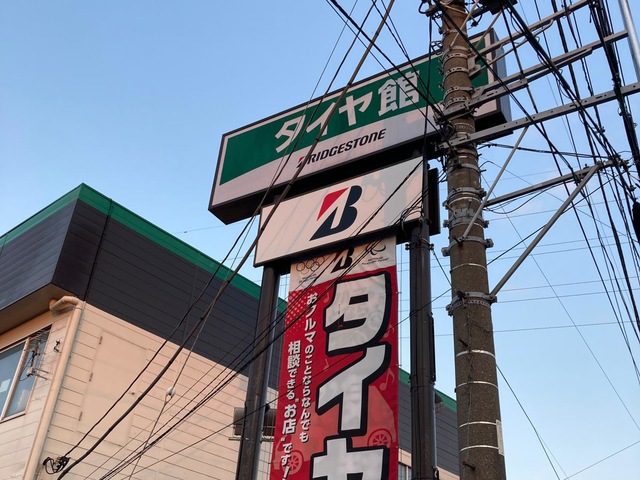 タイヤ館
BRIDGESTONE
B
タイヤ
おクルマのことならなんでも
相談できる"お店"です!